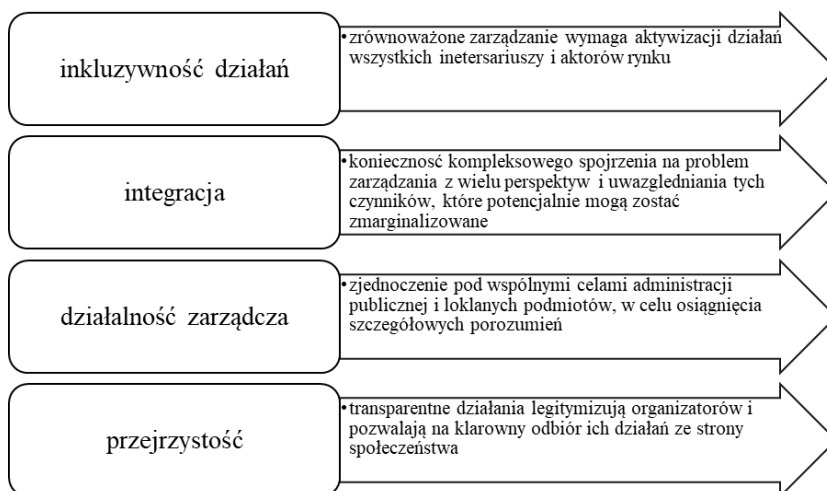 inkluzywność działań
•zrównoważone zarządzanie wymaga aktywizacji działań
wszystkich inetersariuszy i aktorów rynku
integracja
•konieczność kompleksowego spojrzenia na problem
zarządzania z wielu perspektyw i uwazgledniania tych
czynników, które potencjalnie mogą zostać
zmarginalizowane
działalność zarządcza
•zjednoczenie pod wspólnymi celami administracji
publicznej i loklanych podmiotów, w celu osiągnięcia
szczegółowych porozumień
przejrzystość
•transparentne działania legitymizują organizatorów i
pozwalają na klarowny odbiór ich działań ze strony
społeczeństwa